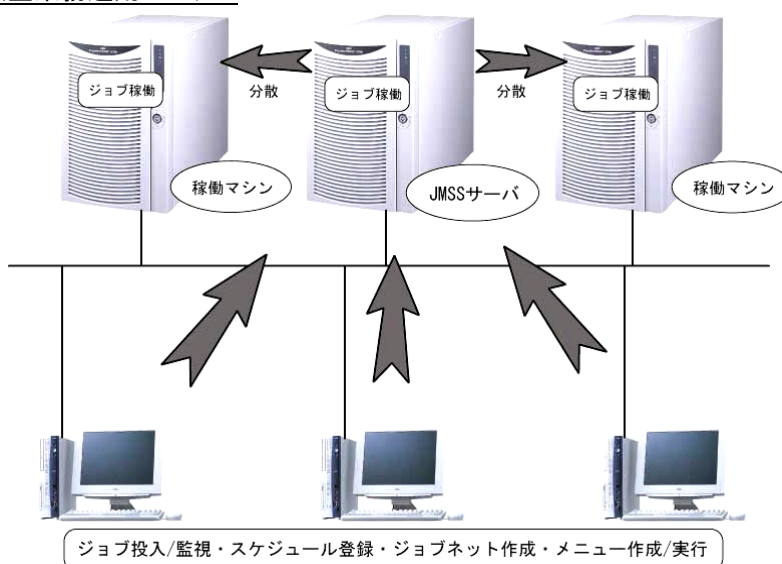 ジョブ稼働
ジョブ稼働
ジョブ稼働
分散
分散
稼働マシン
JMSSサーバ
稼働マシン
ジョブ投入/監視・スケジュール登録・ジョブネット作成・メニュー作成/実行